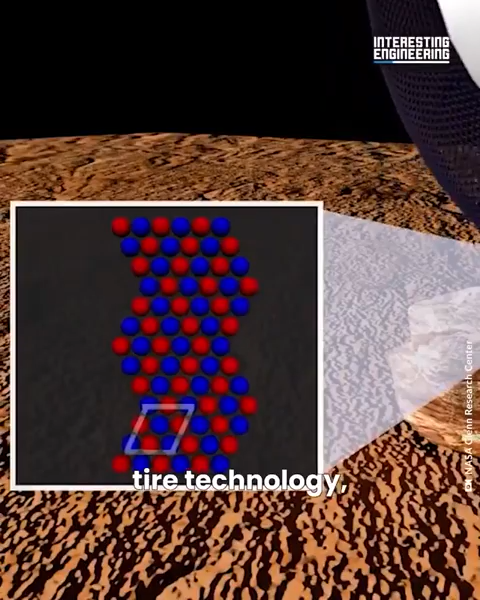 INTERESTING
ENGINEERING
NASA Glenn Research Center
tire technology,